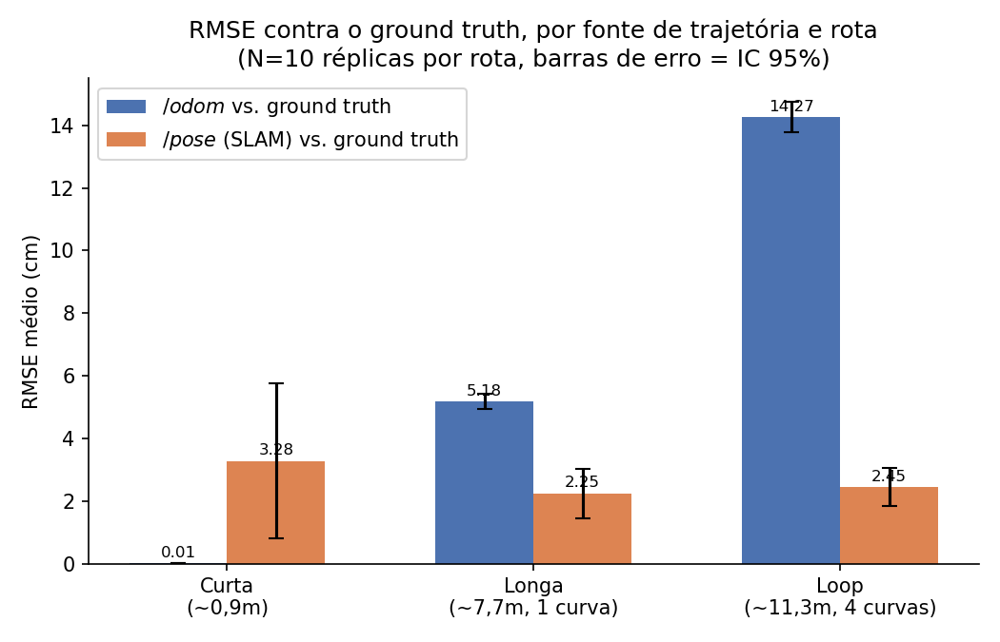 RMSE contra o ground truth, por fonte de trajetória e rota
(N=10 réplicas por rota, barras de erro = IC 95%)
/odom vs. ground truth
/pose (SLAM) vs. ground truth
RMSE médio (cm)
14
12
10
8
6
4
2
0
0.01
3.28
5.18
2.25
14.27
2.45
Curta
(~0,9m)
Longa
(~7,7m, 1 curva)
Loop
(~11,3m, 4 curvas)